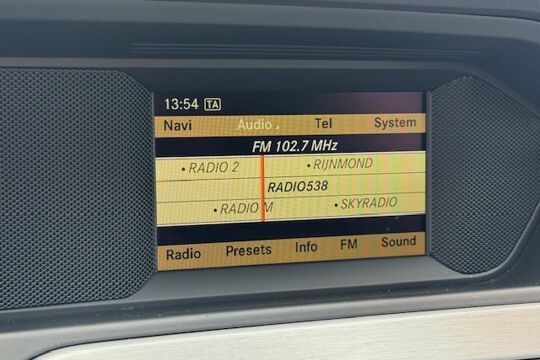 13:54 TA
Navi Audio Tel System
FM 102.7 MHz
• RADIO 2 • RIJNMOND
RADIO538
• RADIO M • SKYRADIO
Radio Presets Info FM Sound